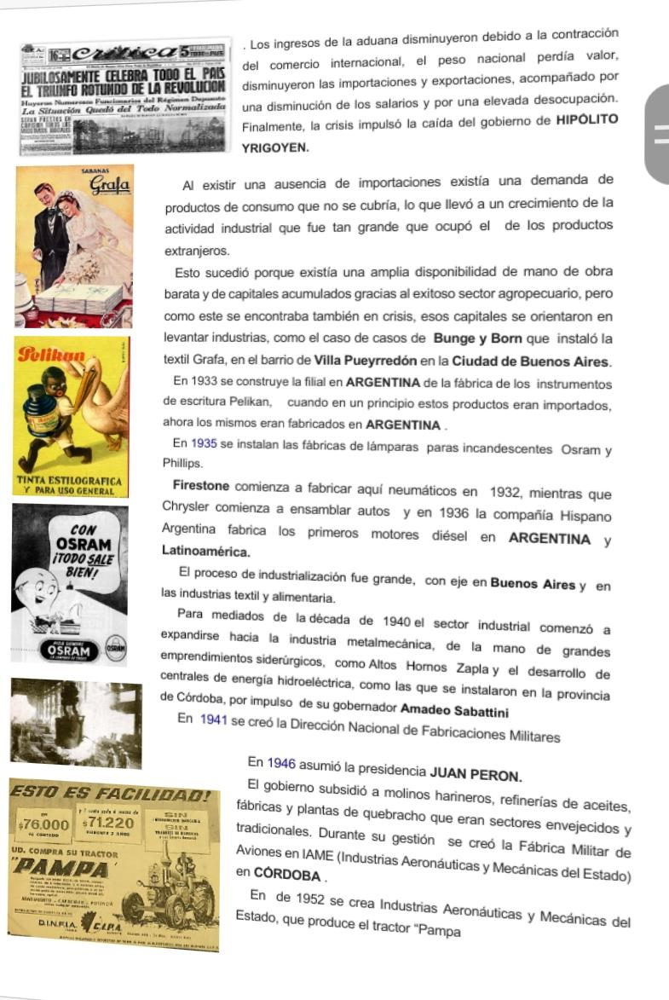 16
crítica
5
JUBILOSAMENTE CELEBRA TODO EL PAIS
EL TRIUNFO ROTUNDO DE LA REVOLUCION
Huyeron Numerosos Funcionarios del Régimen Depuesto
La Situación Quedó del Todo Normalizada
. Los ingresos de la aduana disminuyeron debido a la contracción
del comercio internacional, el peso nacional perdía valor,
disminuyeron las importaciones y exportaciones, acompañado por
una disminución de los salarios y por una elevada desocupación.
Finalmente, la crisis impulsó la caída del gobierno de HIPÓLITO
YRIGOYEN.
SABANAS
Grafa
Al existir una ausencia de importaciones existía una demanda de
productos de consumo que no se cubría, lo que llevó a un crecimiento de la
actividad industrial que fue tan grande que ocupó el de los productos
extranjeros.
Esto sucedió porque existía una amplia disponibilidad de mano de obra
barata y de capitales acumulados gracias al exitoso sector agropecuario, pero
como este se encontraba también en crisis, esos capitales se orientaron en
levantar industrias, como el caso de casos de Bunge y Born que instaló la
textil Grafa, en el barrio de Villa Pueyrredón en la Ciudad de Buenos Aires.
En 1933 se construye la filial en ARGENTINA de la fábrica de los instrumentos
de escritura Pelikan, cuando en un principio estos productos eran importados,
ahora los mismos eran fabricados en ARGENTINA .
En 1935 se instalan las fábricas de lámparas paras incandescentes Osram y
Phillips.
Firestone comienza a fabricar aquí neumáticos en 1932, mientras que
Chrysler comienza a ensamblar autos y en 1936 la compañía Hispano
Argentina fabrica los primeros motores diésel en ARGENTINA y
Latinoamérica.
El proceso de industrialización fue grande, con eje en Buenos Aires y en
las industrias textil y alimentaria.
Para mediados de la década de 1940 el sector industrial comenzó a
expandirse hacia la industria metalmecánica, de la mano de grandes
emprendimientos siderúrgicos, como Altos Hornos Zapla y el desarrollo de
centrales de energía hidroeléctrica, como las que se instalaron en la provincia
de Córdoba, por impulso de su gobernador Amadeo Sabattini
En 1941 se creó la Dirección Nacional de Fabricaciones Militares
Pelikan
TINTA ESTILOGRAFICA
Y PARA USO GENERAL
CON
OSRAM
¡TODO SALE
BIEN!
OSRAM
OSRAM
En 1946 asumió la presidencia JUAN PERON.
El gobierno subsidió a molinos harineros, refinerías de aceites,
fábricas y plantas de quebracho que eran sectores envejecidos y
tradicionales. Durante su gestión se creó la Fábrica Militar de
Aviones en IAME (Industrias Aeronáuticas y Mecánicas del Estado)
en CÓRDOBA .
En de 1952 se crea Industrias Aeronáuticas y Mecánicas del
Estado, que produce el tractor "Pampa
ESTO ES FACILIDAD!
$76.000
AL CONTADO
$71.220
SIN
SIN
UD. COMPRA SU TRACTOR
"PAMPA"
D.I.N.F.I.A.
C.I.P.A.